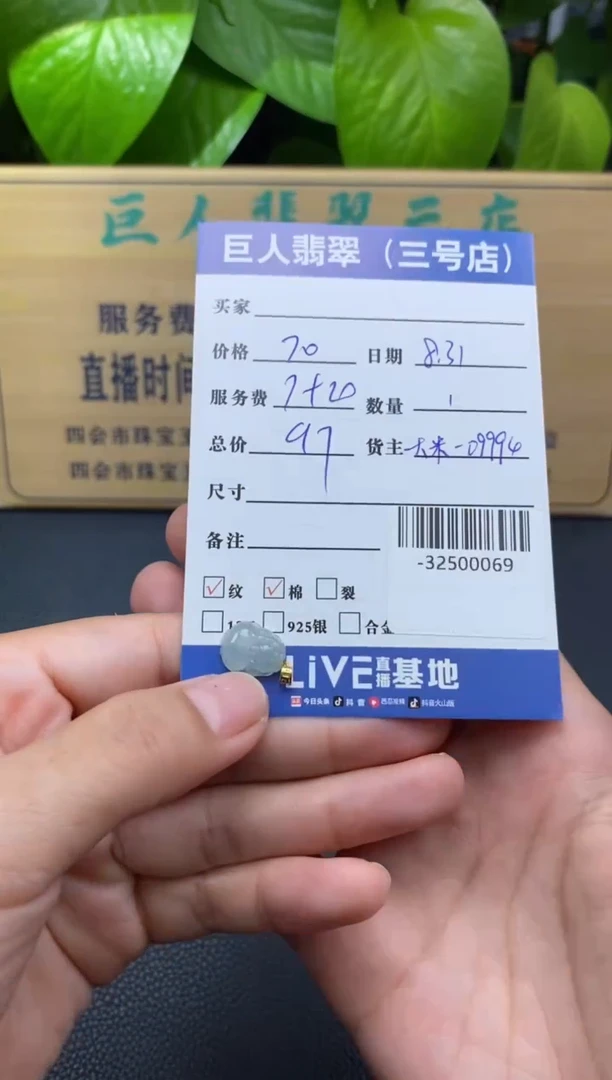 巨人翡翠三店
巨人翡翠（三号店）
服务费
直播时间
四会市珠宝玉
四会市珠宝玉
买家
价格 70 日期 8.31
服务费 7+20 数量 1
总价 97 货主 大米-09994
尺寸
备注
-32500069
纹 棉 裂
925银 合金
LiVE直播基地
今日头条 抖音 西瓜视频 抖音火山版